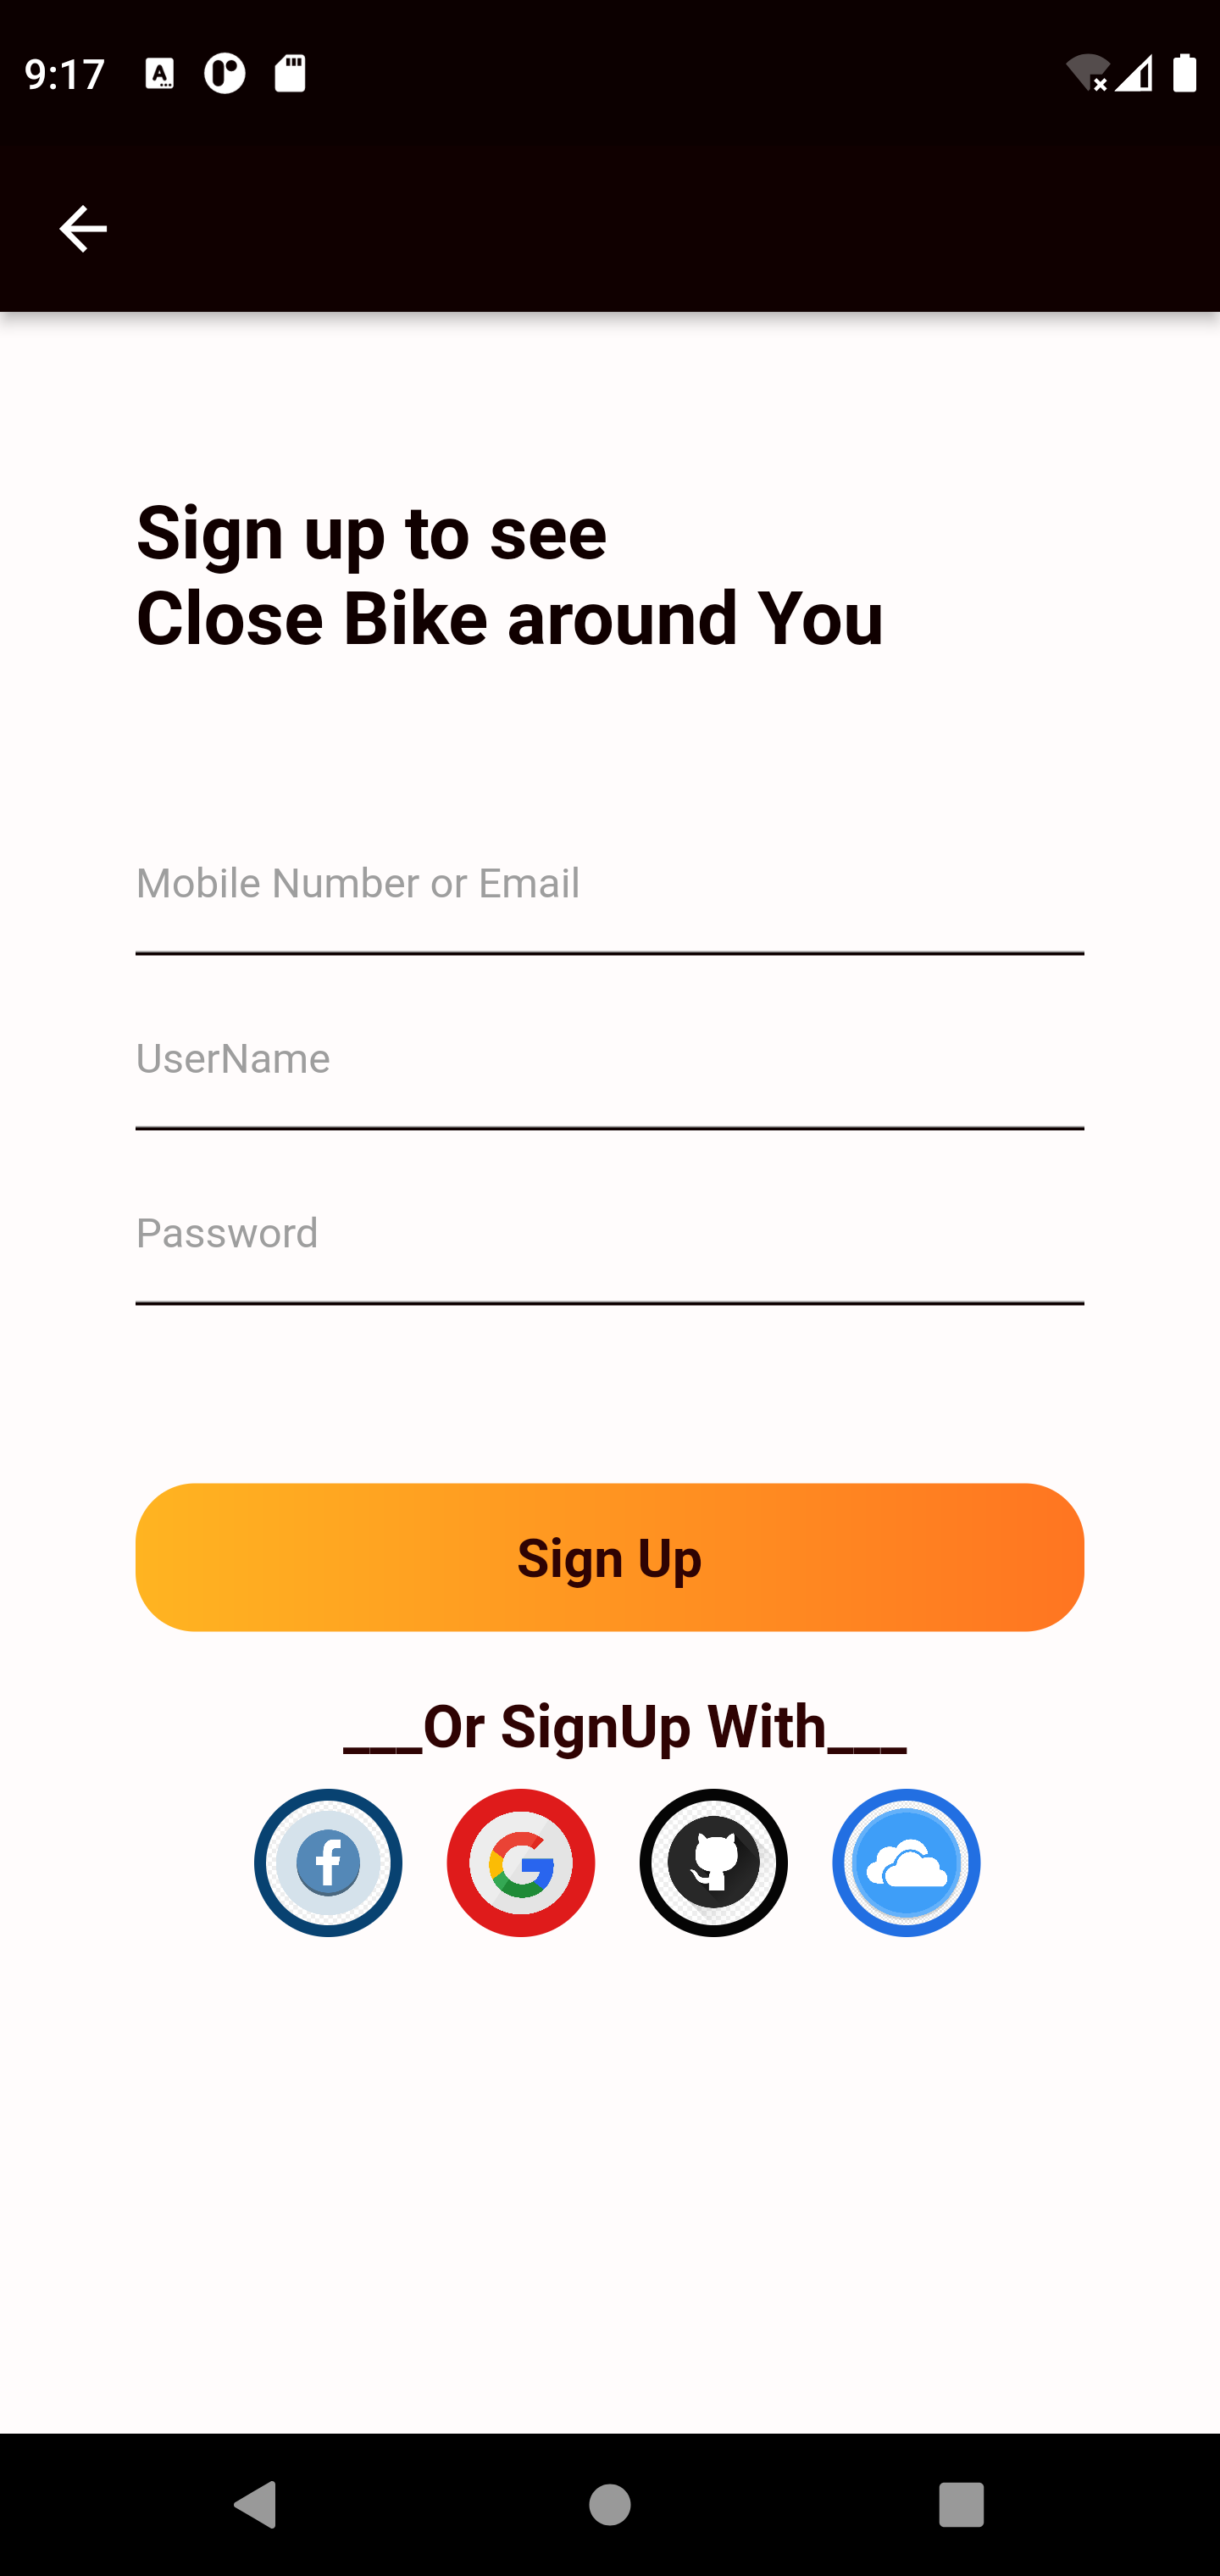 9:17
Sign up to see
Close Bike around You
Mobile Number or Email
UserName
Password
Sign Up
___Or SignUp With___